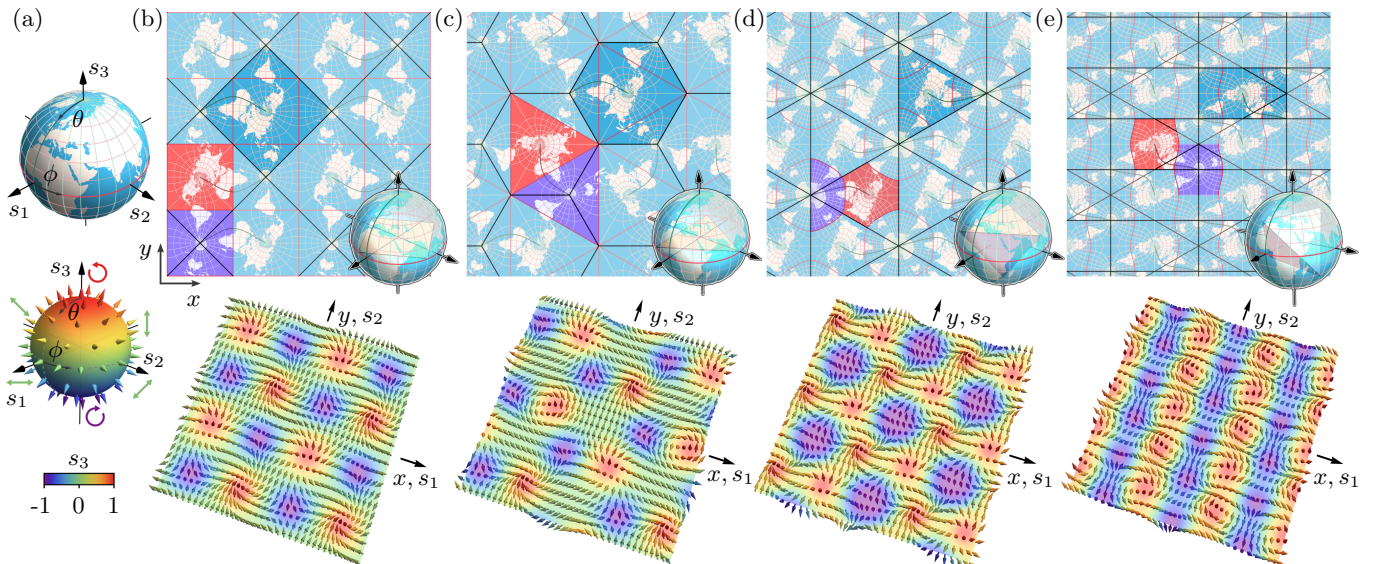 (a)
s₃
θ
ϕ
s₁
s₂
s₃
θ
ϕ
s₂
s₁
s₃
-1 0 1
(b)
y
x
y, s₂
x, s₁
(c)
y, s₂
x, s₁
(d)
y, s₂
x, s₁
(e)
y, s₂
x, s₁